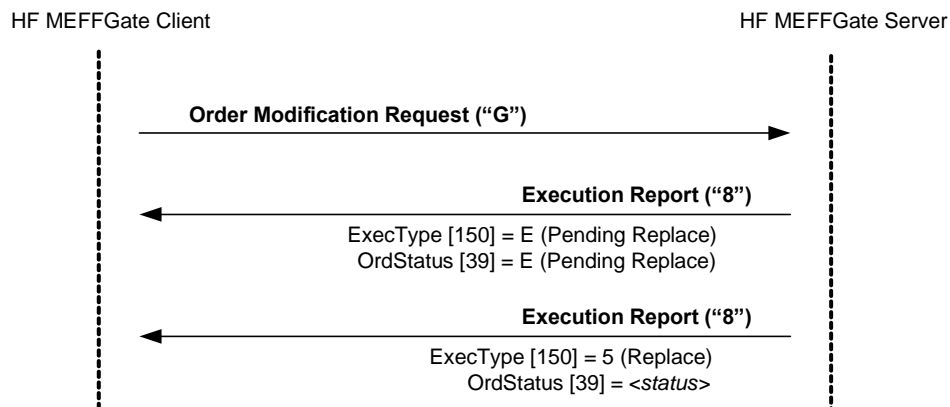 HF MEFFGate Client
HF MEFFGate Server
Order Modification Request (“G”)
Execution Report (“8”)
ExecType [150] = E (Pending Replace)
OrdStatus [39] = E (Pending Replace)
Execution Report (“8”)
ExecType [150] = 5 (Replace)
OrdStatus [39] = <status>